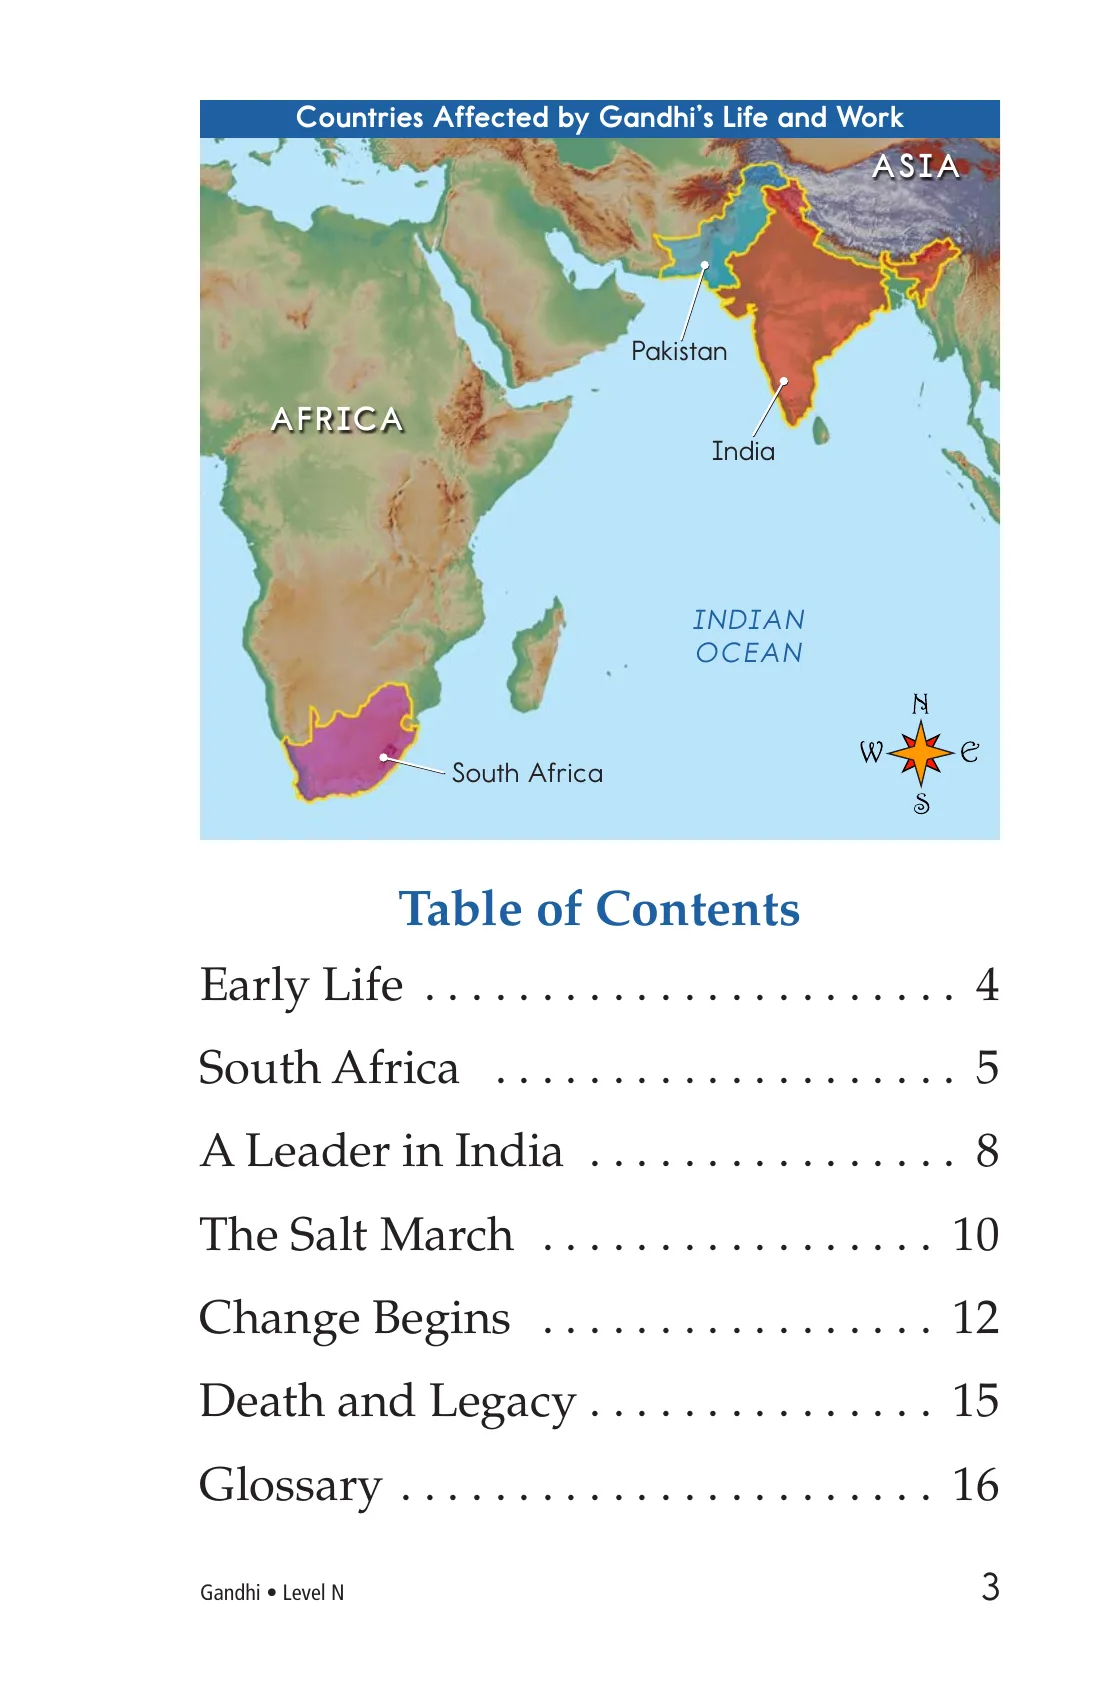 Countries Affected by Gandhi's Life and Work
ASIA
Pakistan
AFRICA
India
INDIAN
OCEAN
N
W E
S
South Africa
Table of Contents
Early Life . . . . . . . . . . . . . . . . . . . . . . . 4
South Africa . . . . . . . . . . . . . . . . . . . . 5
A Leader in India . . . . . . . . . . . . . . . . 8
The Salt March . . . . . . . . . . . . . . . . . 10
Change Begins . . . . . . . . . . . . . . . . . 12
Death and Legacy . . . . . . . . . . . . . . . 15
Glossary . . . . . . . . . . . . . . . . . . . . . . . 16
Gandhi • Level N 3